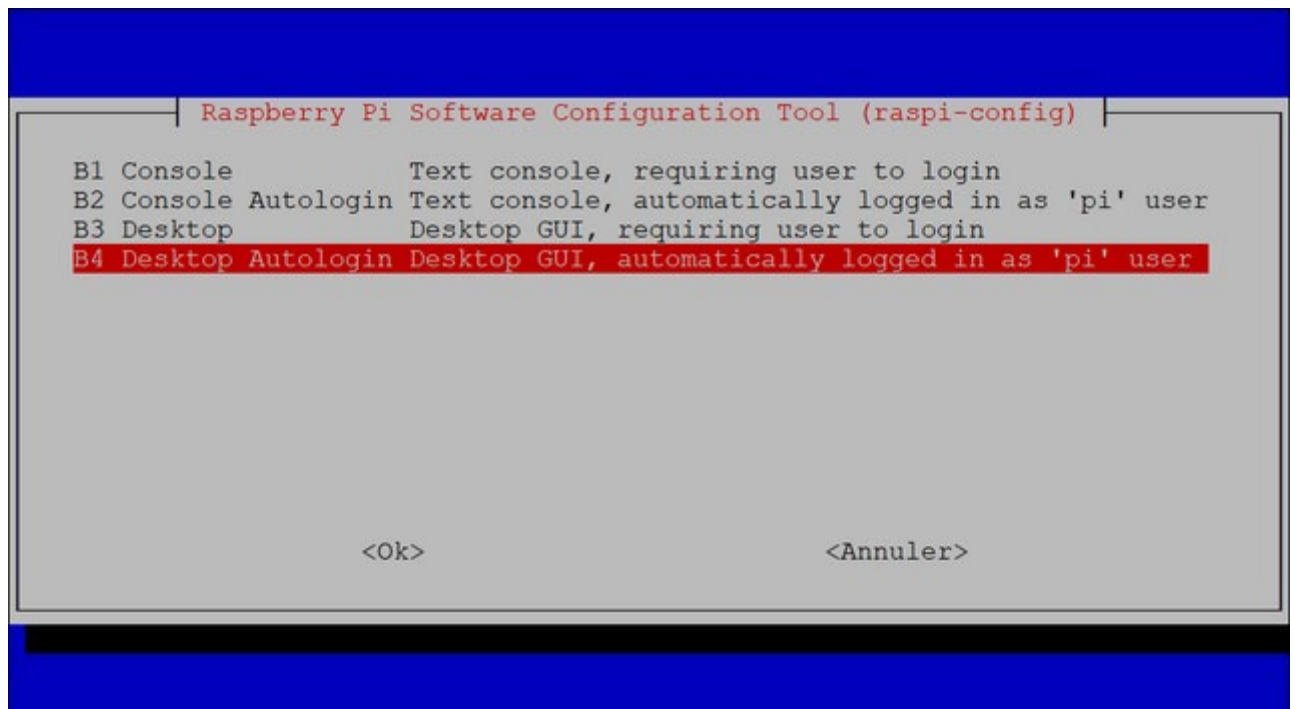 Raspberry Pi Software Configuration Tool (raspi-config)
B1 Console Text console, requiring user to login
B2 Console Autologin Text console, automatically logged in as 'pi' user
B3 Desktop Desktop GUI, requiring user to login
B4 Desktop Autologin Desktop GUI, automatically logged in as 'pi' user
<Ok> <Annuler>